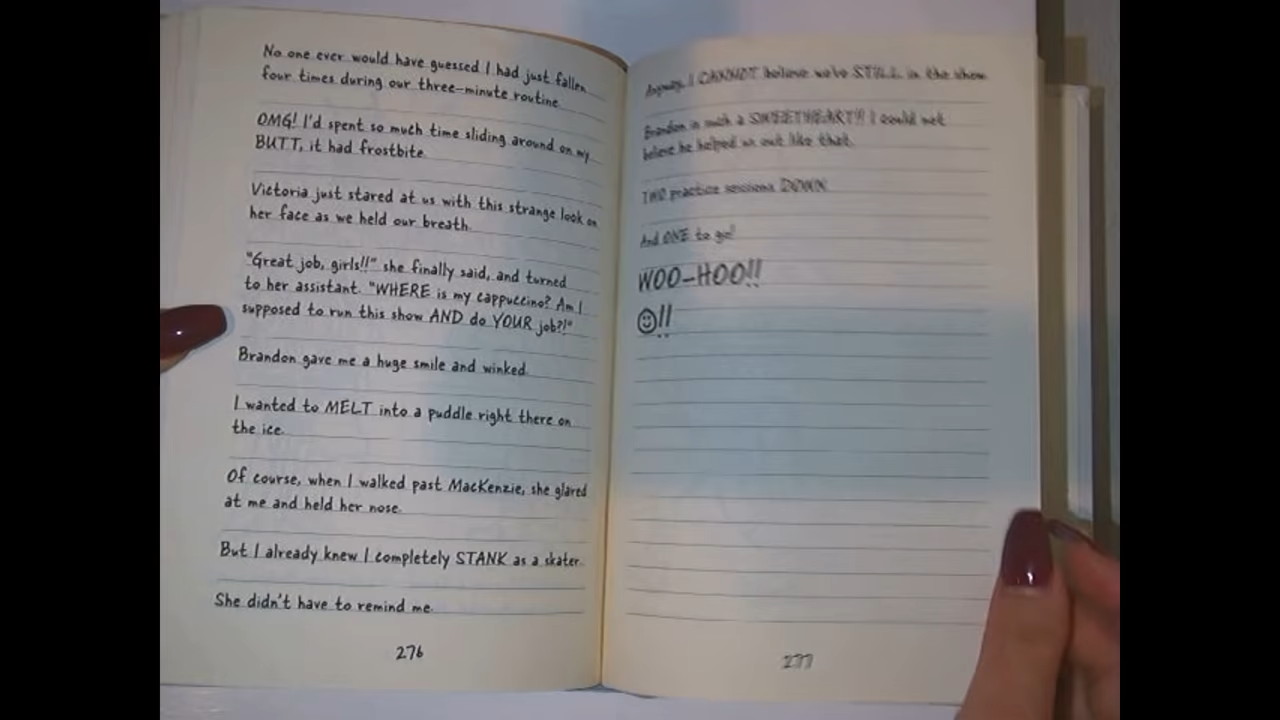 No one ever would have guessed I had just fallen
four times during our three-minute routine.
OMG! I'd spent so much time sliding around on my
BUTT, it had frostbite.
Victoria just stared at us with this strange look on
her face as we held our breath.
"Great job, girls!!" she finally said, and turned
to her assistant. "WHERE is my cappuccino? Am I
supposed to run this show AND do YOUR job?!"
Brandon gave me a huge smile and winked.
I wanted to MELT into a puddle right there on
the ice.
Of course, when I walked past MacKenzie, she glared
at me and held her nose.
But I already knew I completely STANK as a skater.
She didn't have to remind me.
276
Anyway, I CANNOT believe we're STILL in the show.
Brandon is such a SWEETHEART!! I could not
believe he helped us out like that.
TWO practice sessions DOWN.
And ONE to go!
WOO-HOO!!
☺!!
277